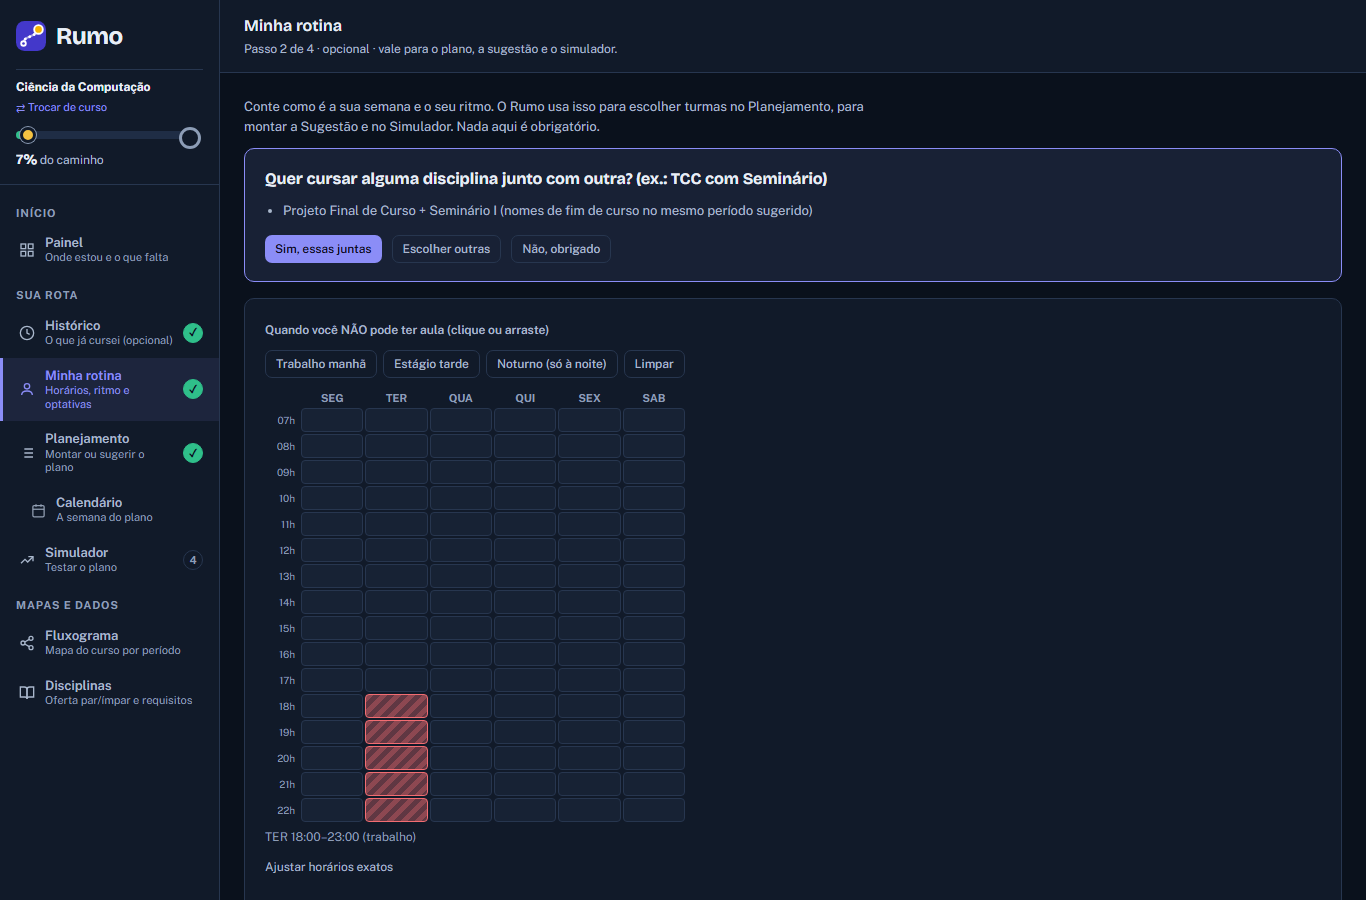 Rumo
Ciência da Computação
⇄ Trocar de curso
7% do caminho
INÍCIO
Painel
Onde estou e o que falta
SUA ROTA
Histórico
O que já cursei (opcional)
Minha rotina
Horários, ritmo e
optativas
Planejamento
Montar ou sugerir o
plano
Calendário
A semana do plano
Simulador
Testar o plano
4
MAPAS E DADOS
Fluxograma
Mapa do curso por período
Disciplinas
Oferta par/ímpar e requisitos
Minha rotina
Passo 2 de 4 · opcional · vale para o plano, a sugestão e o simulador.
Conte como é a sua semana e o seu ritmo. O Rumo usa isso para escolher turmas no Planejamento, para
montar a Sugestão e no Simulador. Nada aqui é obrigatório.
Quer cursar alguma disciplina junto com outra? (ex.: TCC com Seminário)
• Projeto Final de Curso + Seminário I (nomes de fim de curso no mesmo período sugerido)
Sim, essas juntas Escolher outras Não, obrigado
Quando você NÃO pode ter aula (clique ou arraste)
Trabalho manhã Estágio tarde Noturno (só à noite) Limpar
SEG TER QUA QUI SEX SAB
07h
08h
09h
10h
11h
12h
13h
14h
15h
16h
17h
18h
19h
20h
21h
22h
TER 18:00–23:00 (trabalho)
Ajustar horários exatos